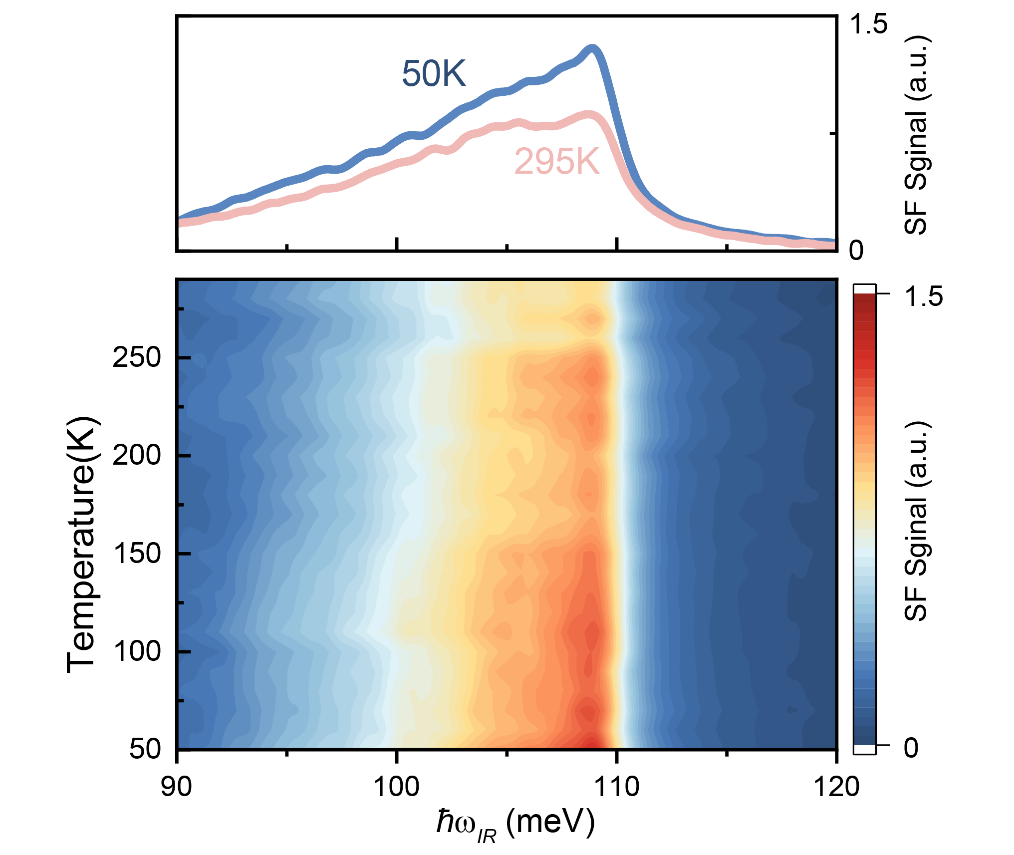 1.5
50K
295K
SF Sginal (a.u.)
0
1.5
250
200
150
100
50
Temperature(K)
SF Sginal (a.u.)
0
90
100
110
120
ℏω_IR (meV)